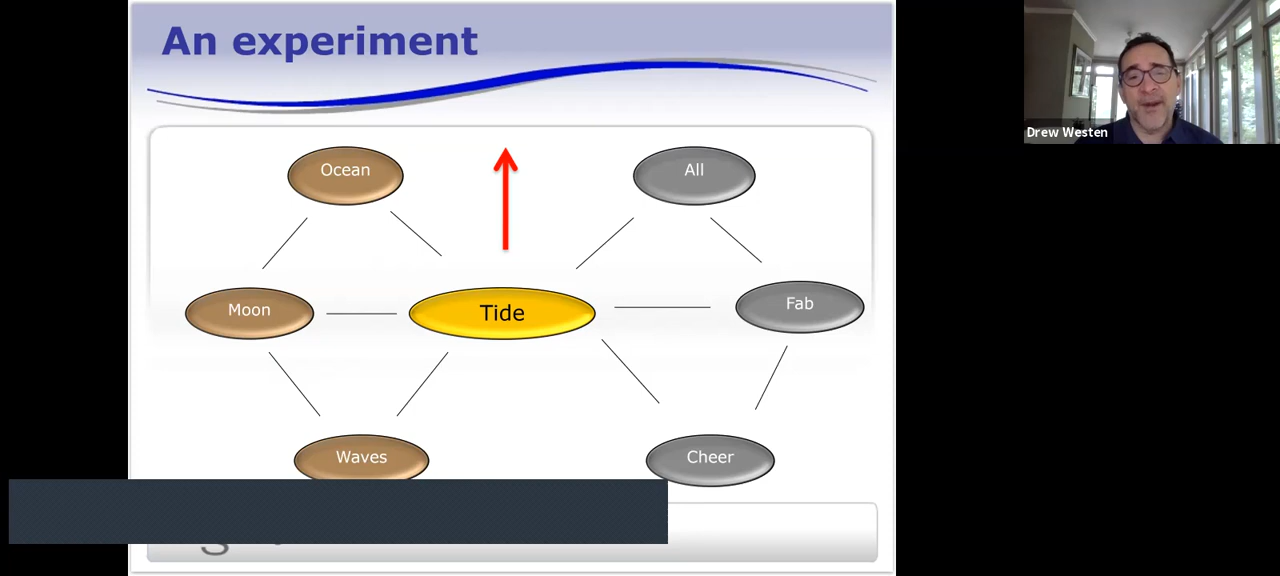 An experiment
Drew Westen
Ocean
All
Moon
Tide
Fab
Waves
Cheer